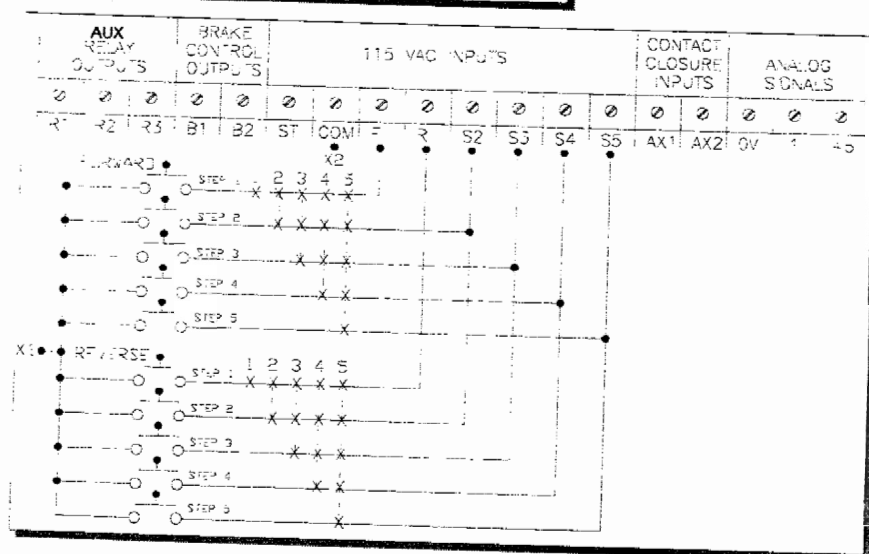 AUX BRAKE CONTACT
RELAY CONTROL 115 VAC INPUTS CLOSURE ANALOG
OUTPUTS OUTPUTS INPUTS SIGNALS
R1 R2 R3 B1 B2 ST COM F R S2 S3 S4 S5 AX1 AX2 0V
X2
FORWARD
STEP 1 1 2 3 4 5
STEP 2
STEP 3
STEP 4
STEP 5
REVERSE
STEP 1 1 2 3 4 5
STEP 2
STEP 3
STEP 4
STEP 5